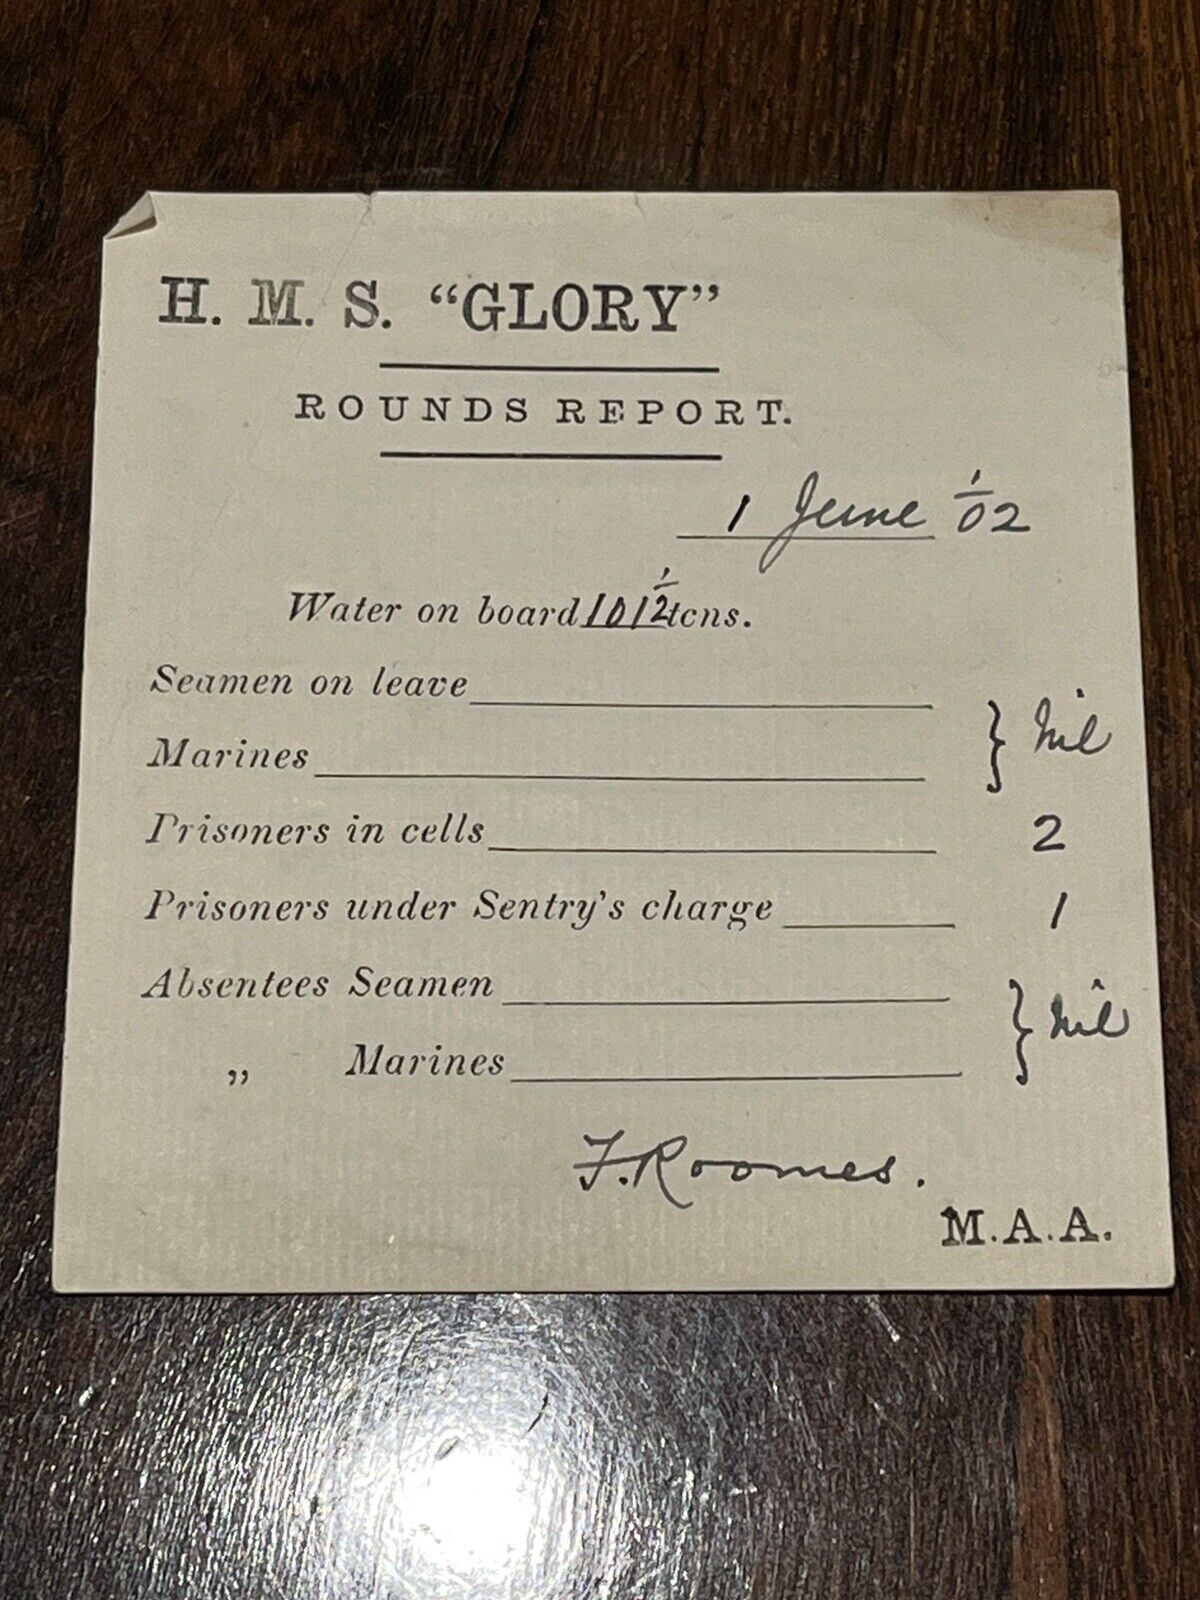 H. M. S. “GLORY”
ROUNDS REPORT.
1 June '02
Water on board 101½ tons.
Seamen on leave
Marines
} Nil
Prisoners in cells 2
Prisoners under Sentry's charge 1
Absentees Seamen
„ Marines
} Nil
F. Roomes.
M.A.A.